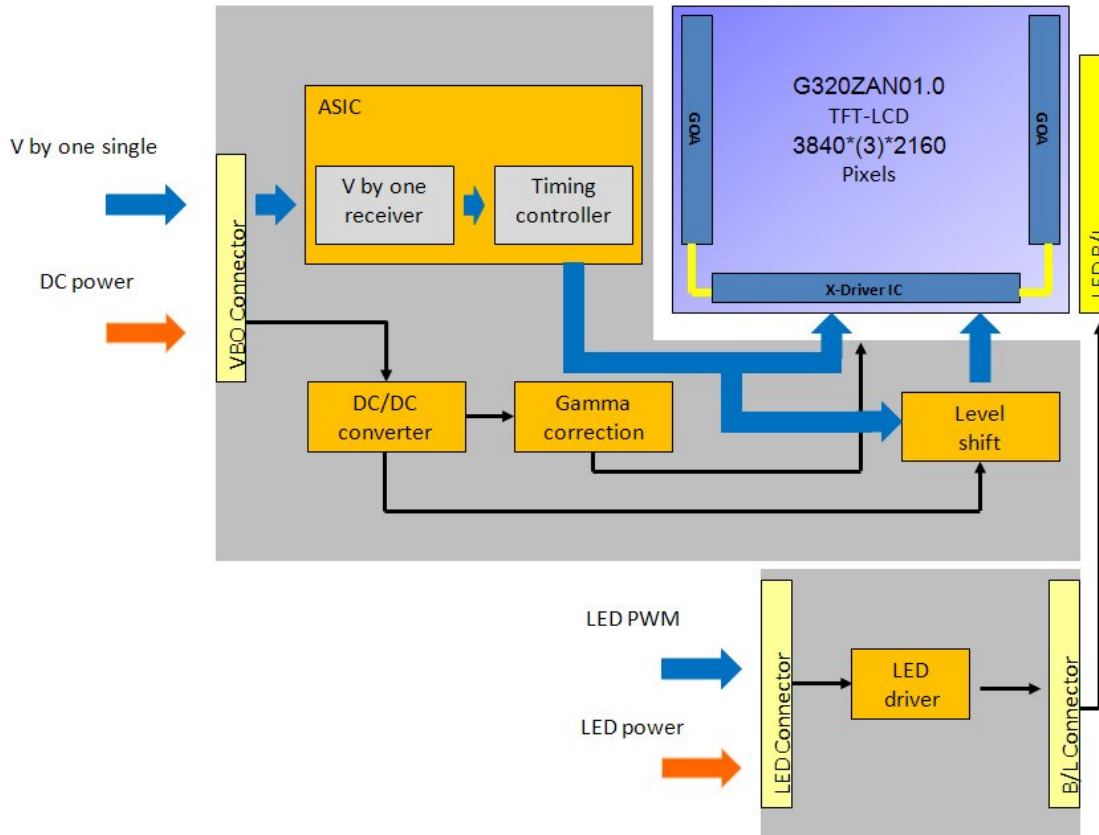 G320ZAN01.0
TFT-LCD
3840*(3)*2160
Pixels
GOA
GOA
X-Driver IC
ASIC
V by one
receiver
Timing
controller
V by one single
DC power
VBO Connector
DC/DC
converter
Gamma
correction
Level
shift
LED B/L
LED PWM
LED power
LED Connector
LED
driver
B/L Connector